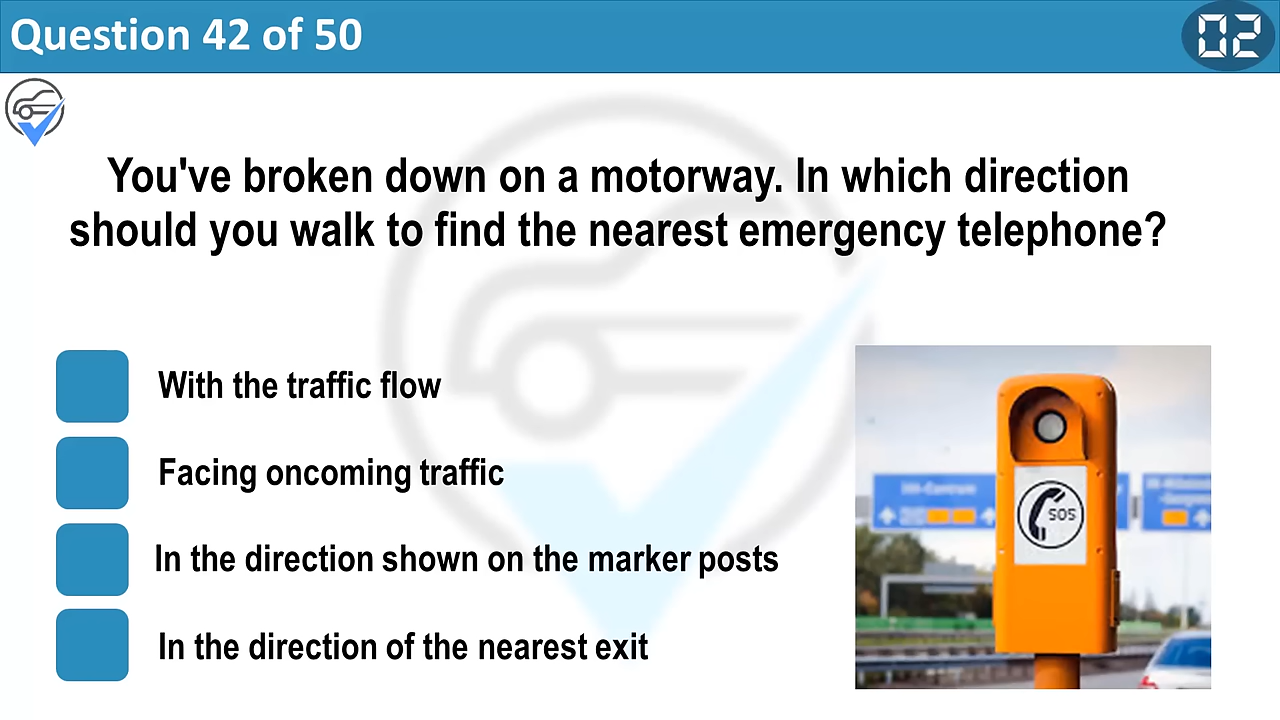 Question 42 of 50
02
You've broken down on a motorway. In which direction
should you walk to find the nearest emergency telephone?
With the traffic flow
Facing oncoming traffic
In the direction shown on the marker posts
In the direction of the nearest exit
SOS